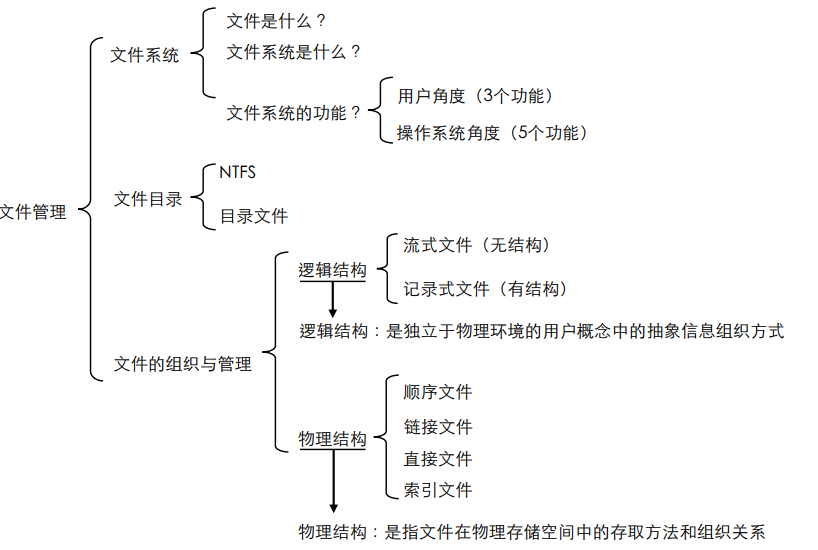 文件是什么？
文件系统是什么？
文件系统
文件系统的功能？
用户角度（3个功能）
操作系统角度（5个功能）
NTFS
文件目录
目录文件
文件管理
流式文件（无结构）
逻辑结构
记录式文件（有结构）
逻辑结构：是独立于物理环境的用户概念中的抽象信息组织方式
文件的组织与管理
顺序文件
链接文件
物理结构
直接文件
索引文件
物理结构：是指文件在物理存储空间中的存取方法和组织关系